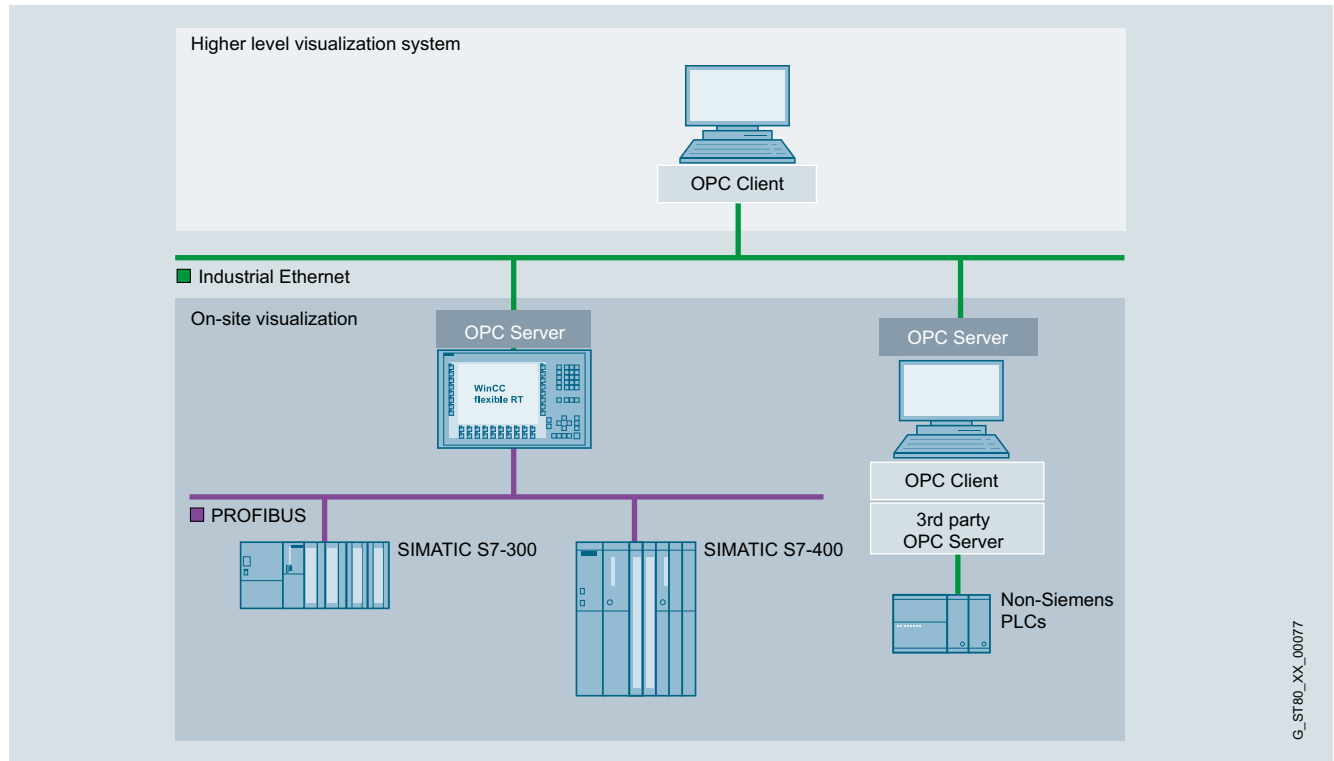 Higher level visualization system
OPC Client
Industrial Ethernet
On-site visualization
OPC Server
OPC Server
WinCC
flexible RT
OPC Client
3rd party
OPC Server
PROFIBUS
SIMATIC S7-300
SIMATIC S7-400
Non-Siemens
PLCs
G_ST80_XX_00077